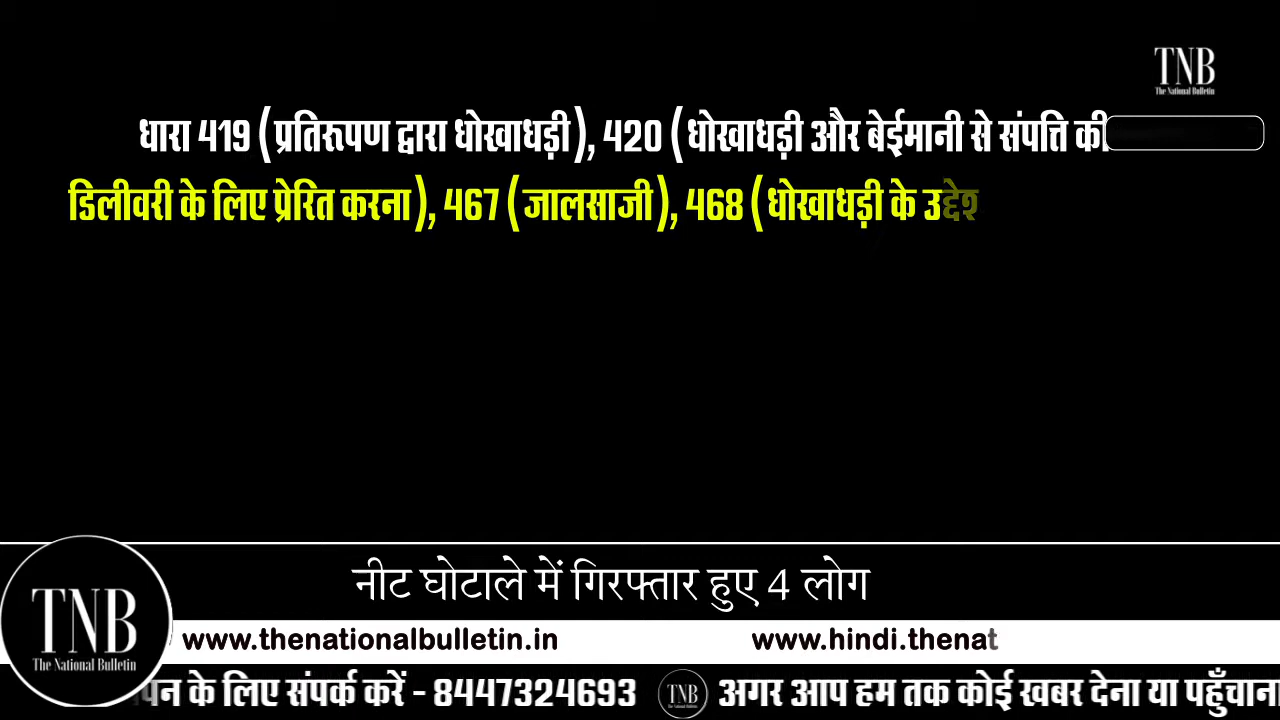 TNB
The National Bulletin
धारा 419 (प्रतिरूपण द्वारा धोखाधड़ी), 420 (धोखाधड़ी और बेईमानी से संपत्ति की
डिलीवरी के लिए प्रेरित करना), 467 (जालसाजी), 468 (धोखाधड़ी के
नीट घोटाले में गिरफ्तार हुए 4 लोग
TNB
The National Bulletin
www.thenationalbulletin.in www.hindi.thenat
के लिए संपर्क करें - 8447324693 TNB अगर आप हम तक कोई खबर देना या पहुँचाना